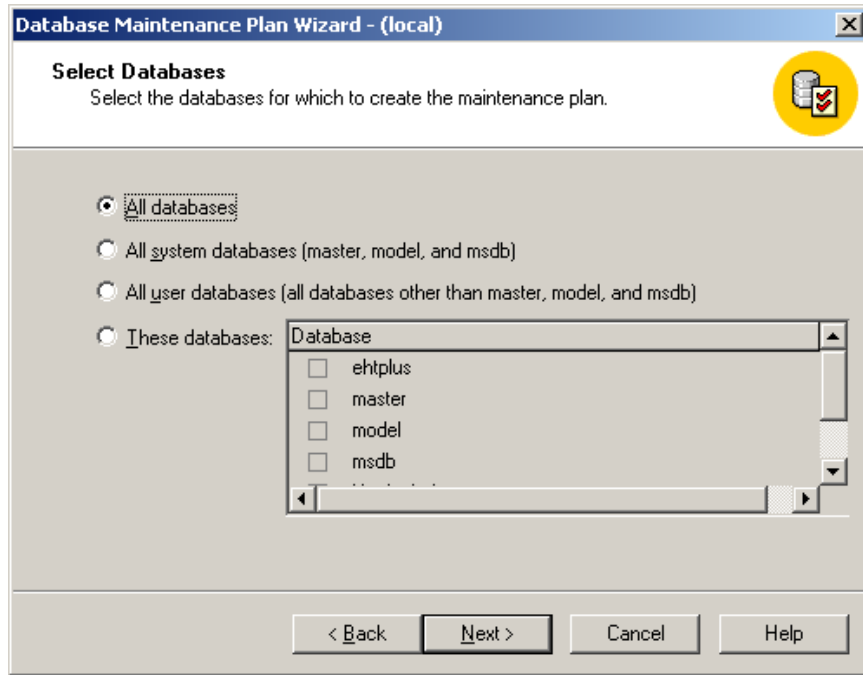 Database Maintenance Plan Wizard - (local)
Select Databases
Select the databases for which to create the maintenance plan.
All databases
All system databases (master, model, and msdb)
All user databases (all databases other than master, model, and msdb)
These databases:
Database
ehtplus
master
model
msdb
< Back
Next >
Cancel
Help